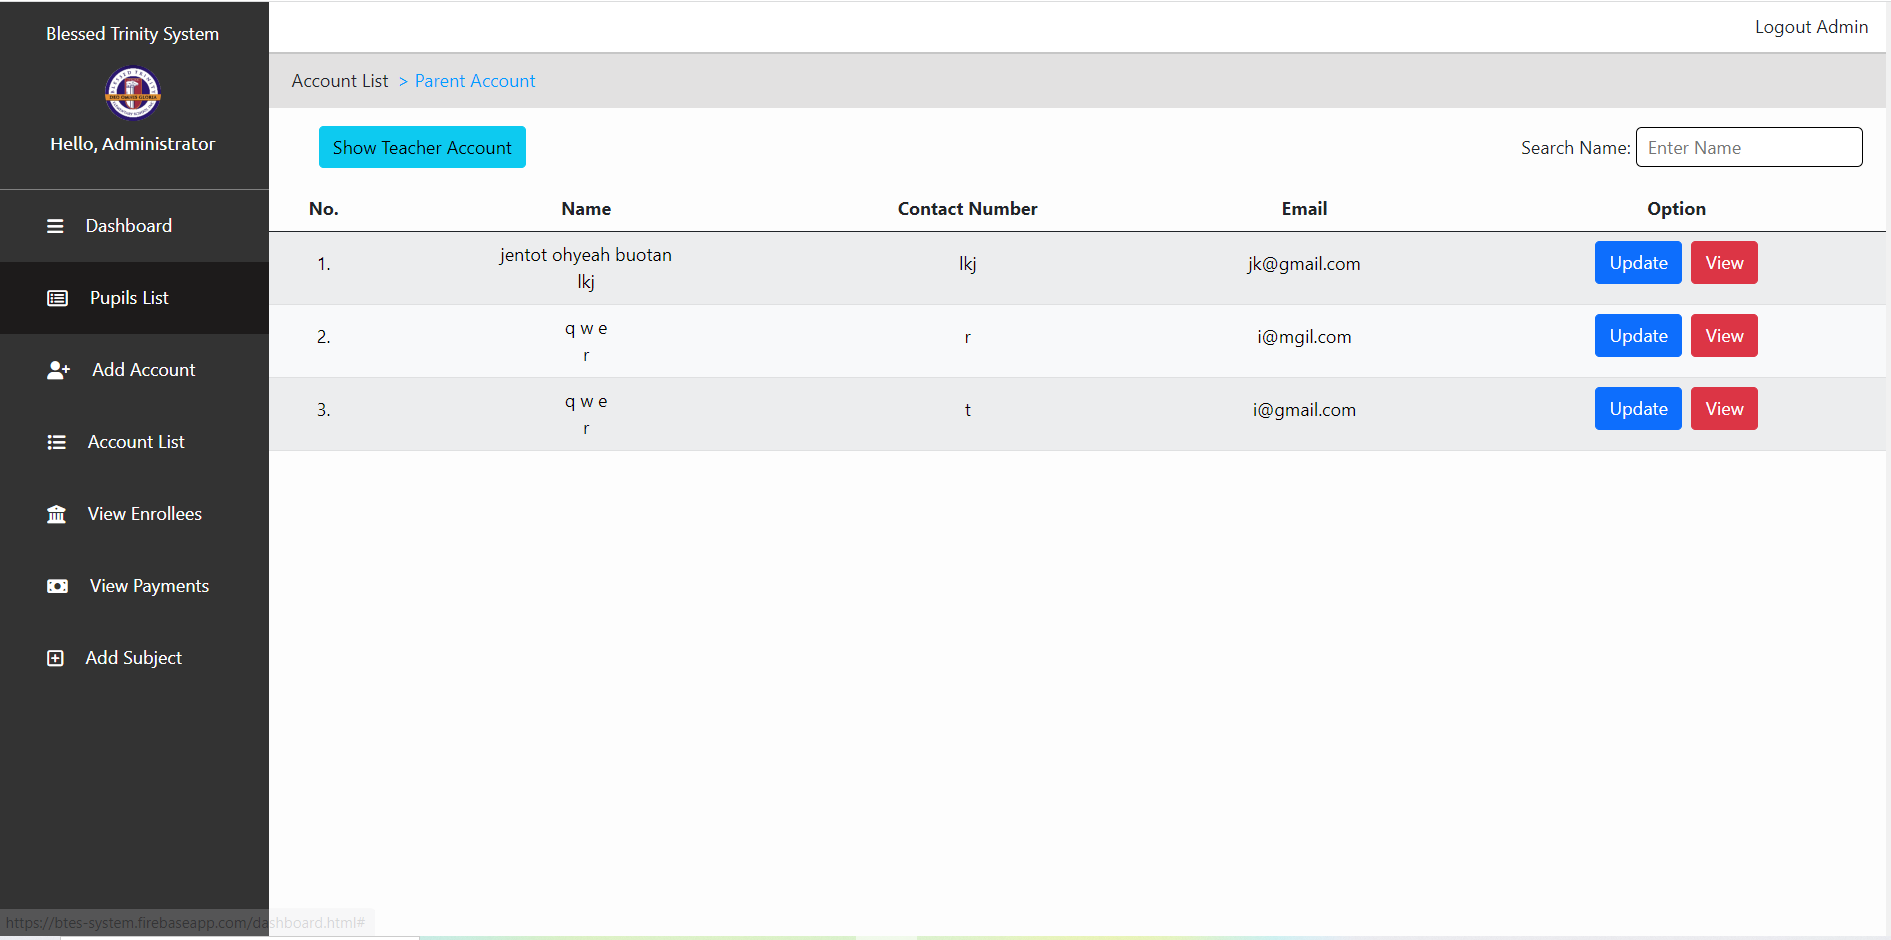 Blessed Trinity System
BLESSED TRINITY
Hello, Administrator
Dashboard
Pupils List
Add Account
Account List
View Enrollees
View Payments
Add Subject
Logout Admin
Account List > Parent Account
Show Teacher Account
Search Name: Enter Name
No. Name Contact Number Email Option
1. jentot ohyeah buotan lkj jk@gmail.com Update View
lkj
2. q w e r i@mgil.com Update View
r
3. q w e t i@gmail.com Update View
r
https://btes-system.firebaseapp.com/dashboard.html#